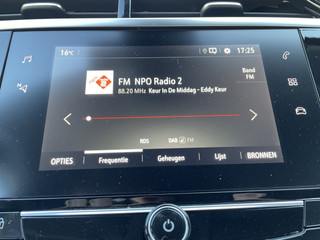 16°C 17:25
FM NPO Radio 2
Band
FM
88.20 MHz Keur In De Middag - Eddy Keur
RDS DAB FM
OPTIES Frequentie Geheugen Lijst BRONNEN